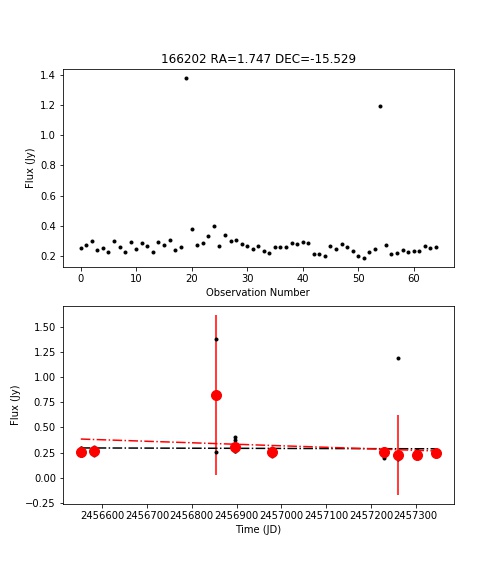 166202 RA=1.747 DEC=-15.529
1.4
1.2
1.0
0.8
0.6
0.4
0.2
Flux (Jy)
0 10 20 30 40 50 60
Observation Number
1.50
1.25
1.00
0.75
0.50
0.25
0.00
−0.25
Flux (Jy)
2456600 2456700 2456800 2456900 2457000 2457100 2457200 2457300
Time (JD)